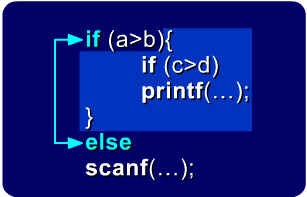 if (a>b){
if (c>d)
printf(…);
}
else
scanf(…);